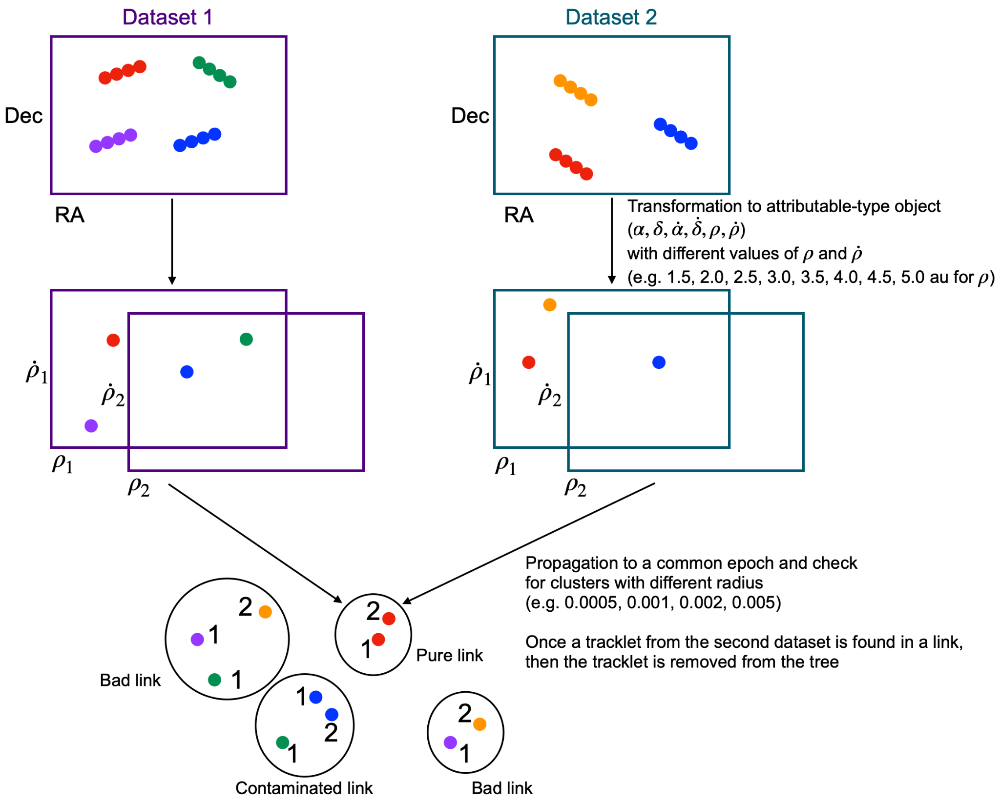 Dataset 1
Dataset 2
Dec
Dec
RA
RA
Transformation to attributable-type object
(α, δ, α̇, δ̇, ρ, ρ̇)
with different values of ρ and ρ̇
(e.g. 1.5, 2.0, 2.5, 3.0, 3.5, 4.0, 4.5, 5.0 au for ρ)
ρ̇₁
ρ̇₂
ρ₁
ρ₂
ρ̇₁
ρ̇₂
ρ₁
ρ₂
Propagation to a common epoch and check
for clusters with different radius
(e.g. 0.0005, 0.001, 0.002, 0.005)
Once a tracklet from the second dataset is found in a link,
then the tracklet is removed from the tree
2
1
1
Bad link
2
1
Pure link
1
2
1
Contaminated link
2
1
Bad link